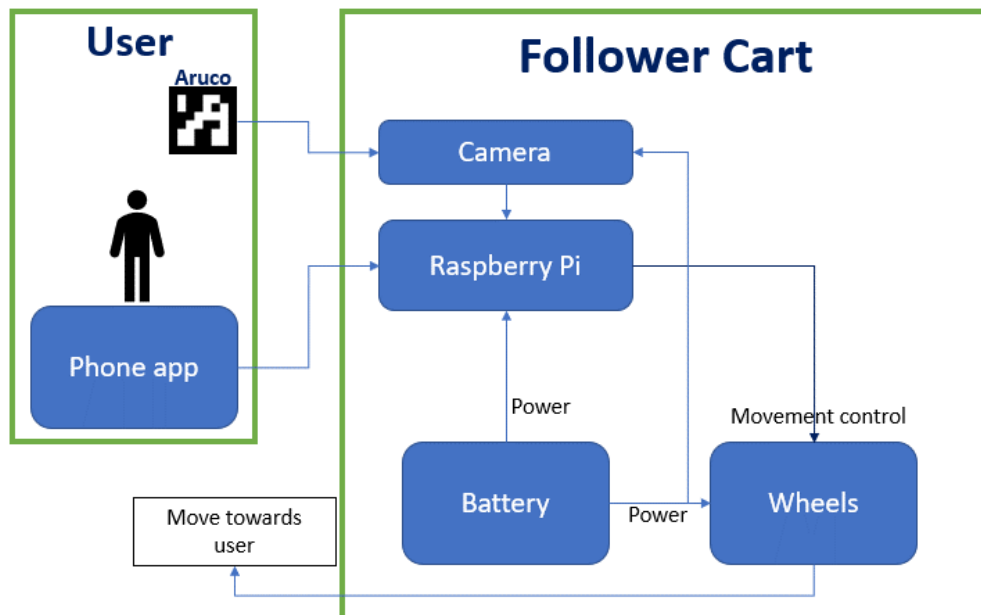 User
Aruco
Phone app
Follower Cart
Camera
Raspberry Pi
Power
Movement control
Battery
Power
Wheels
Move towards
user